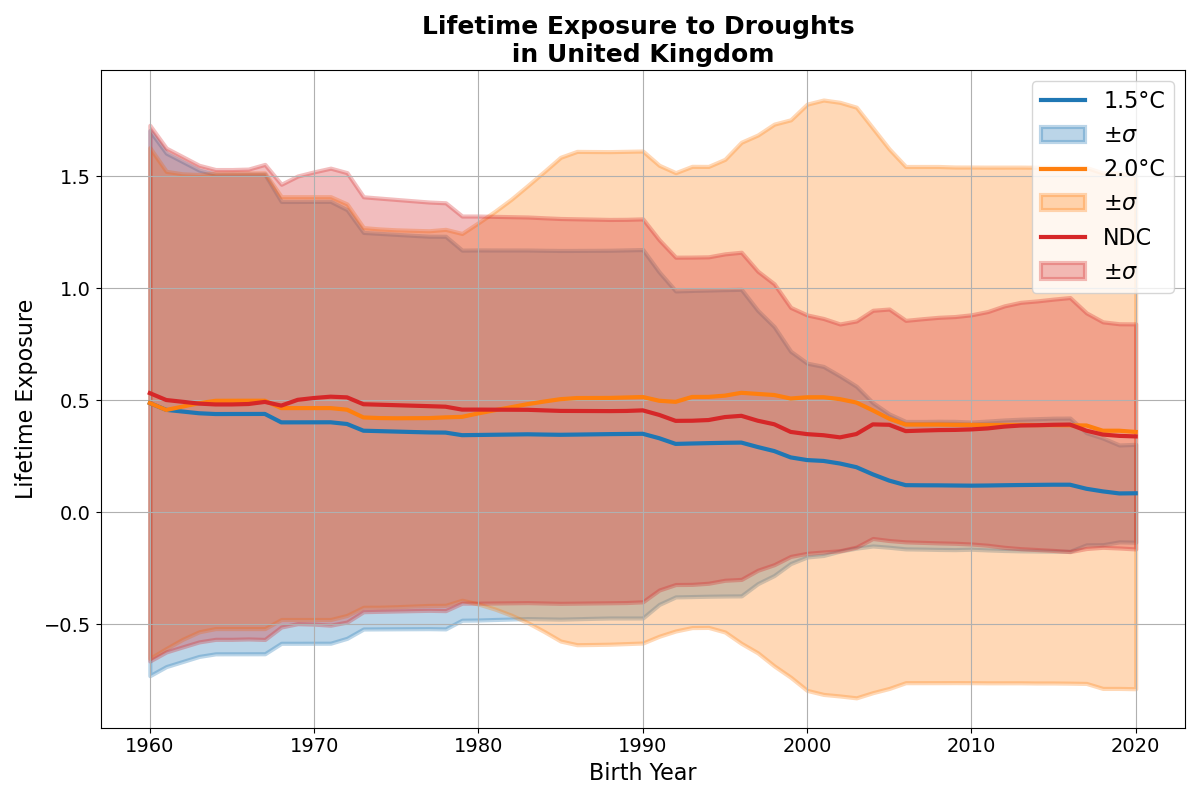 Lifetime Exposure to Droughts
in United Kingdom
1.5°C
±σ
2.0°C
±σ
NDC
±σ
Lifetime Exposure
1.5
1.0
0.5
0.0
−0.5
1960 1970 1980 1990 2000 2010 2020
Birth Year